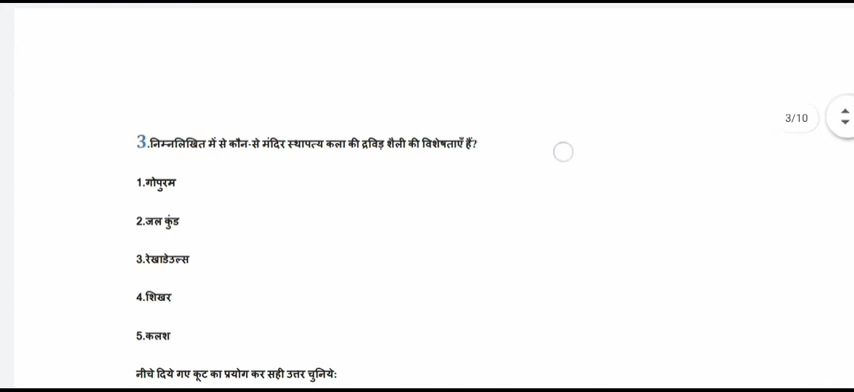 3.निम्नलिखित में से कौन-से मंदिर स्थापत्य कला की द्रविड़ शैली की विशेषताएँ हैं?
3/10
1.गोपुरम
2.जल कुंड
3.रेखाडेउल्स
4.शिखर
5.कलश
नीचे दिये गए कूट का प्रयोग कर सही उत्तर चुनिये: